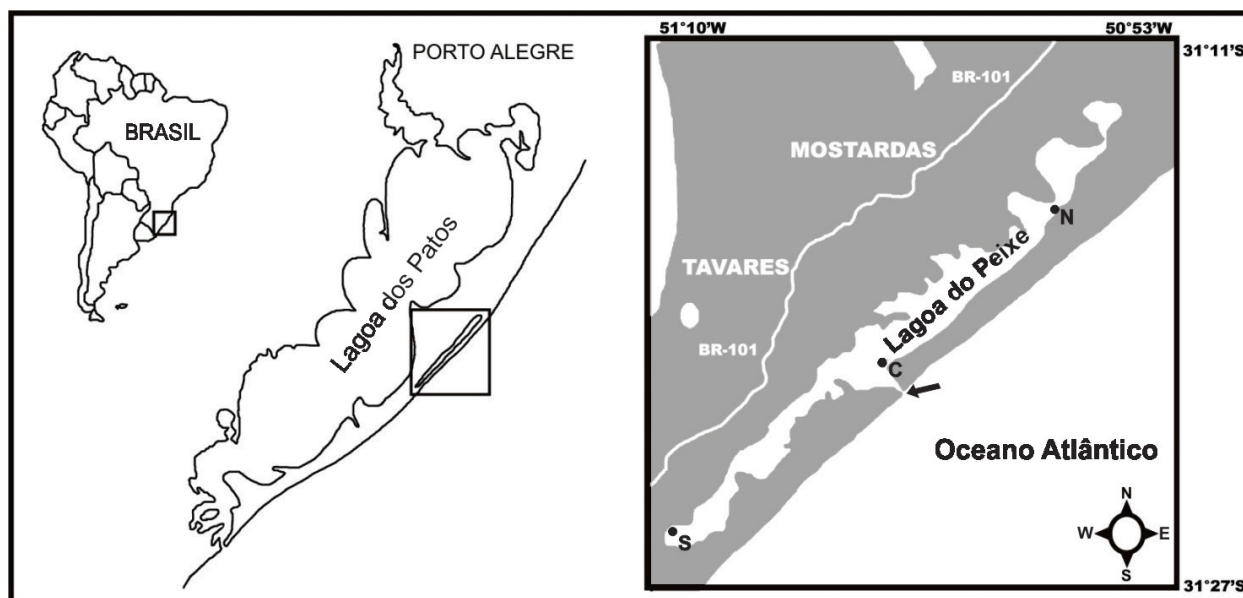 PORTO ALEGRE
BRASIL
Lagoa dos Patos
51°10'W
50°53'W
31°11'S
BR-101
MOSTARDAS
N
Lagoa do Peixe
TAVARES
BR-101
C
Oceano Atlântico
S
N
W
E
S
31°27'S